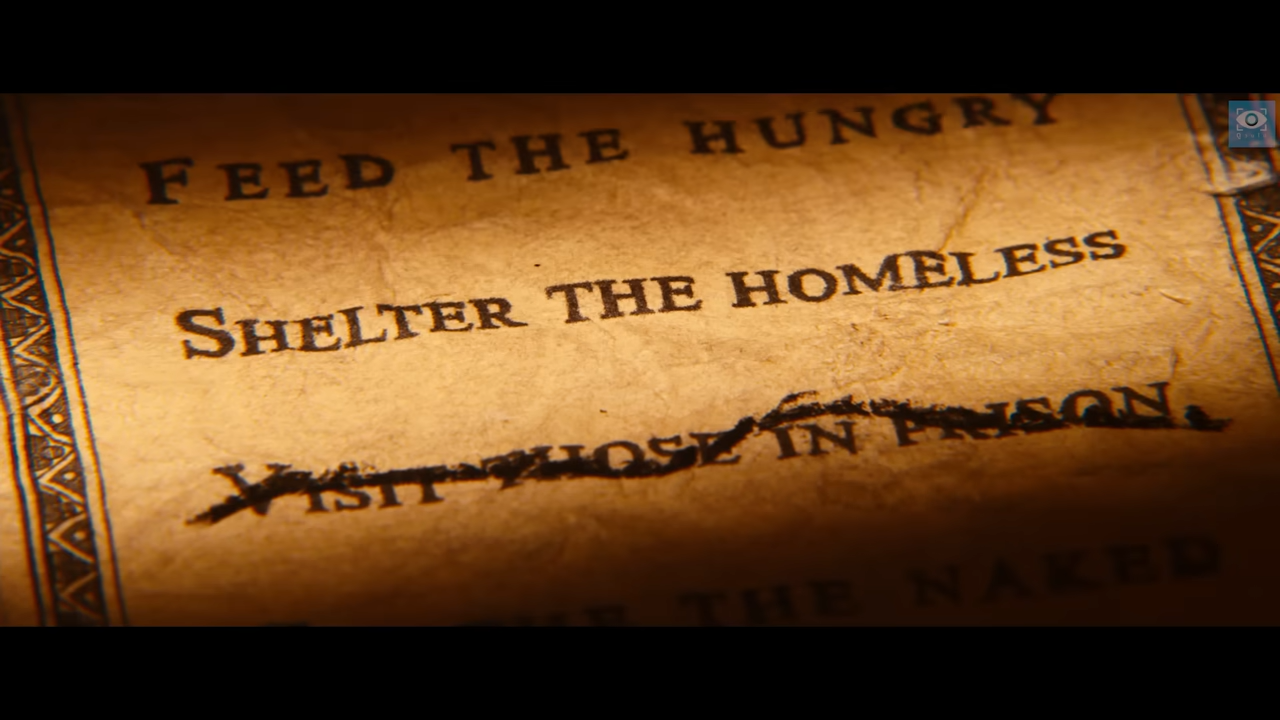 FEED THE HUNGRY
SHELTER THE HOMELESS
VISIT THOSE IN PRISON
THE NAKED